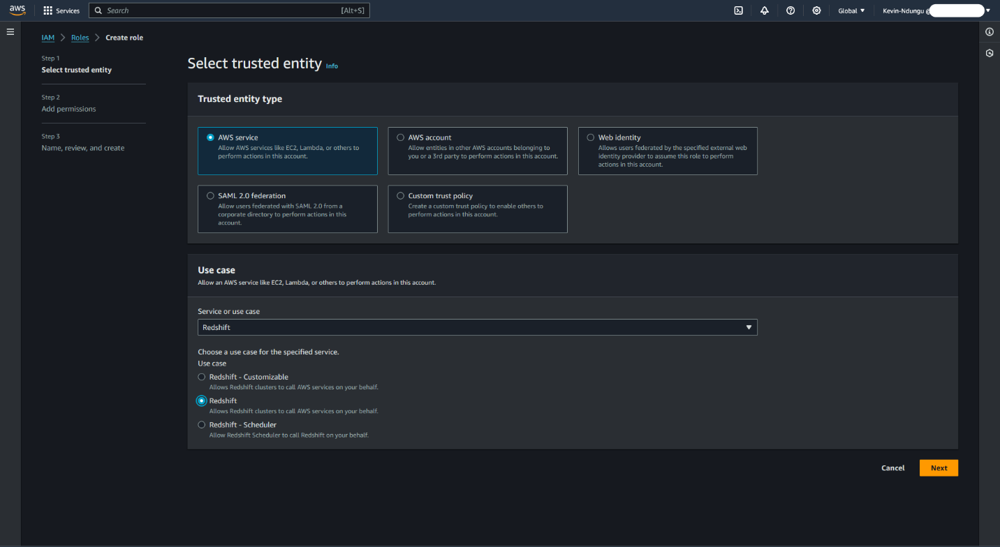 aws
Services
Search [Alt+S]
Global
Kevin-Ndungu @
IAM Roles Create role
Step 1
Select trusted entity
Step 2
Add permissions
Step 3
Name, review, and create
Select trusted entity Info
Trusted entity type
AWS service
Allow AWS services like EC2, Lambda, or others to
perform actions in this account.
AWS account
Allow entities in other AWS accounts belonging to
you or a 3rd party to perform actions in this account.
Web identity
Allows users federated by the specified external web
identity provider to assume this role to perform
actions in this account.
SAML 2.0 federation
Allow users federated with SAML 2.0 from a
corporate directory to perform actions in this
account.
Custom trust policy
Create a custom trust policy to enable others to
perform actions in this account.
Use case
Allow an AWS service like EC2, Lambda, or others to perform actions in this account.
Service or use case
Redshift
Choose a use case for the specified service.
Use case
Redshift - Customizable
Allows Redshift clusters to call AWS services on your behalf.
Redshift
Allows Redshift clusters to call AWS services on your behalf.
Redshift - Scheduler
Allow Redshift Scheduler to call Redshift on your behalf.
Cancel
Next